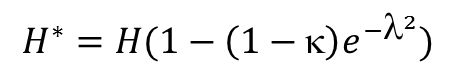 H* = H(1 − (1 − κ)e^{−λ²})